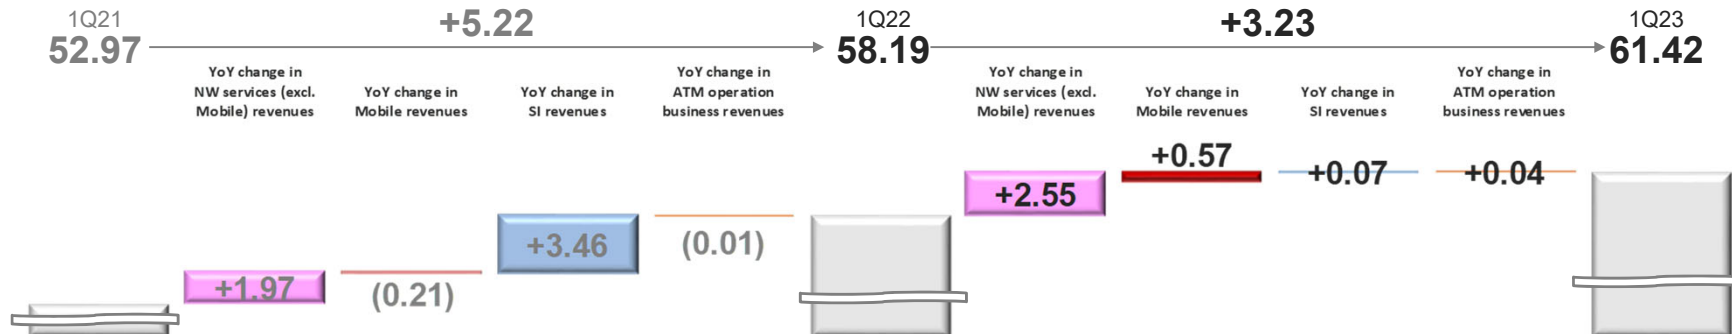 1Q21
+5.22
1Q22
+3.23
1Q23
52.97
58.19
61.42
YoY change in
NW services (excl.
Mobile) revenues
YoY change in
Mobile revenues
YoY change in
SI revenues
YoY change in
ATM operation
business revenues
YoY change in
NW services (excl.
Mobile) revenues
YoY change in
Mobile revenues
YoY change in
SI revenues
YoY change in
ATM operation
business revenues
+1.97
(0.21)
+3.46
(0.01)
+2.55
+0.57
+0.07
+0.04